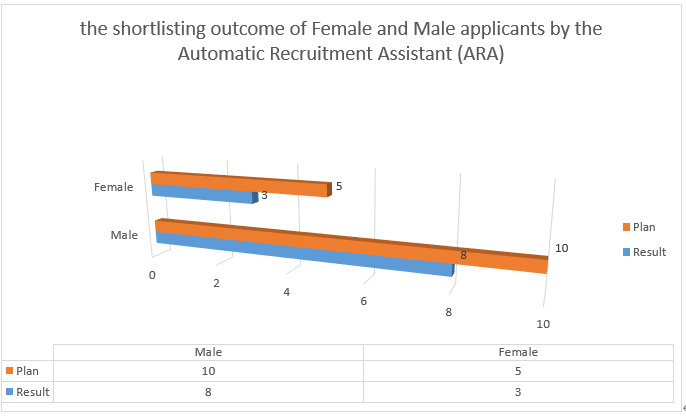 the shortlisting outcome of Female and Male applicants by the
Automatic Recruitment Assistant (ARA)
Female
5
3
Male
10
8
0
2
4
6
8
10
Plan
Result
Male Female
Plan 10 5
Result 8 3